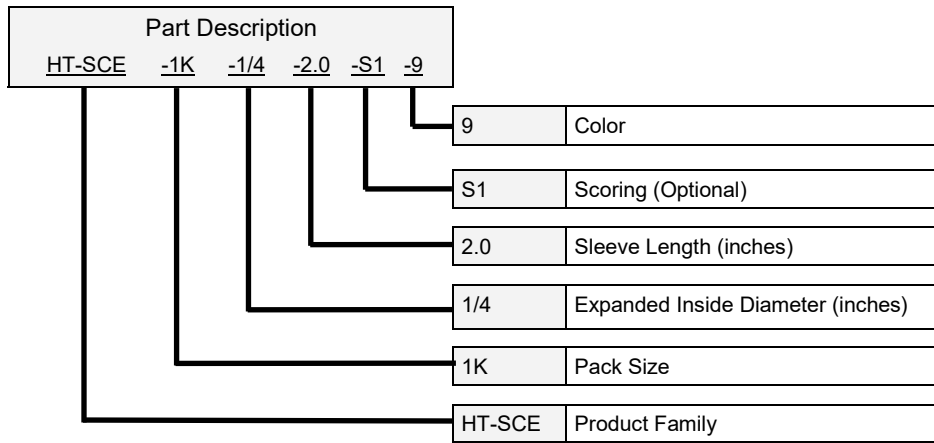 Part Description
HT-SCE -1K -1/4 -2.0 -S1 -9
9 Color
S1 Scoring (Optional)
2.0 Sleeve Length (inches)
1/4 Expanded Inside Diameter (inches)
1K Pack Size
HT-SCE Product Family